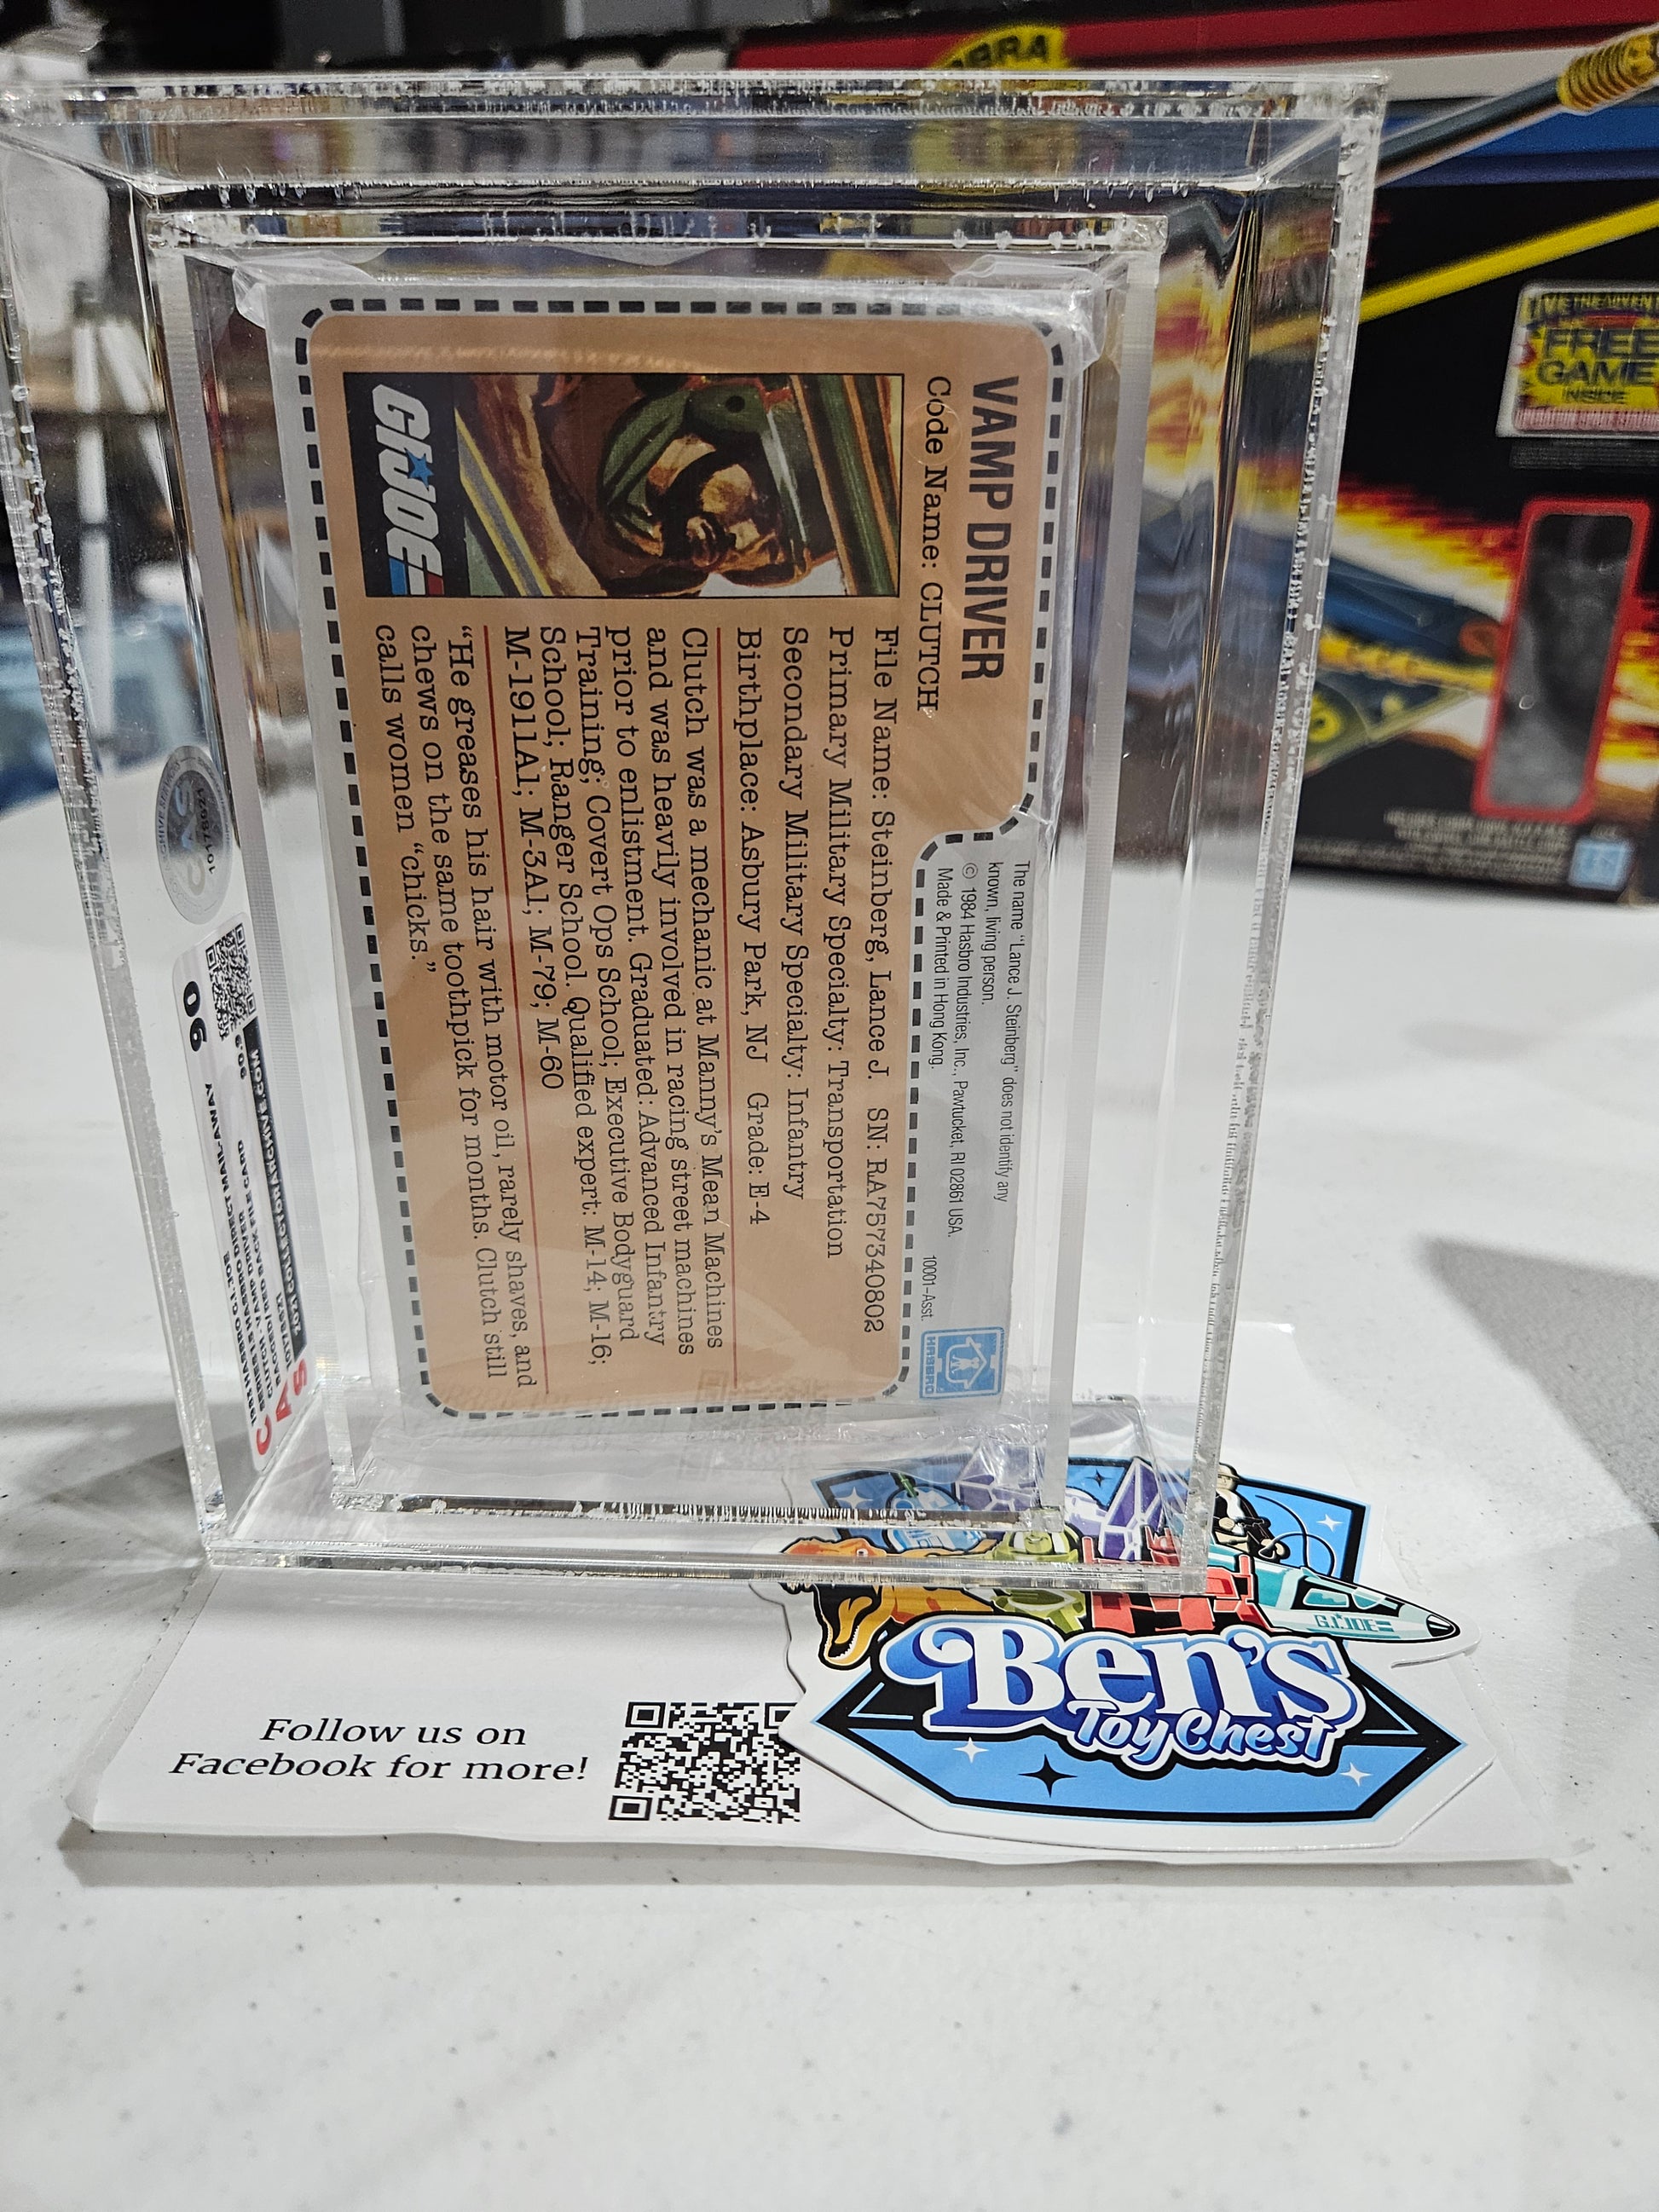 VAMP DRIVER
Code Name: CLUTCH
The name "Lance J. Steinberg" does not identify any
known, living person.
© 1984 Hasbro Industries, Inc., Pawtucket, RI 02861 USA.
Made & Printed in Hong Kong.
10001-Asst.
HASBRO
File Name: Steinberg, Lance J. SN: RA757340802
Primary Military Specialty: Transportation
Secondary Military Specialty: Infantry
Birthplace: Asbury Park, NJ Grade: E-4
Clutch was a mechanic at Manny's Mean Machines
and was heavily involved in racing street machines
prior to enlistment. Graduated: Advanced Infantry
Training; Covert Ops School; Executive Bodyguard
School; Ranger School. Qualified expert: M-14; M-16;
M-1911A1; M-3A1; M-79; M-60
"He greases his hair with motor oil, rarely shaves, and
chews on the same toothpick for months. Clutch still
calls women "chicks."
GI JOE
CAS
90
FREE
GAME
INSIDE
G.I. JOE
Ben's
Toy Chest
Follow us on
Facebook for more!